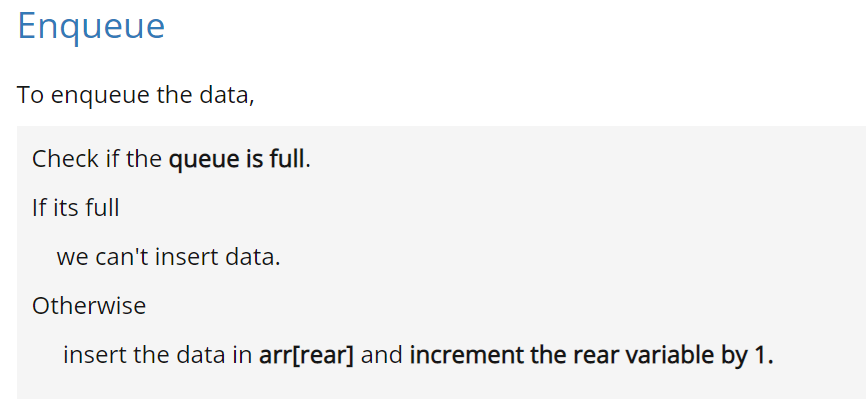 Enqueue
To enqueue the data,
Check if the queue is full.
If its full
we can't insert data.
Otherwise
insert the data in arr[rear] and increment the rear variable by 1.